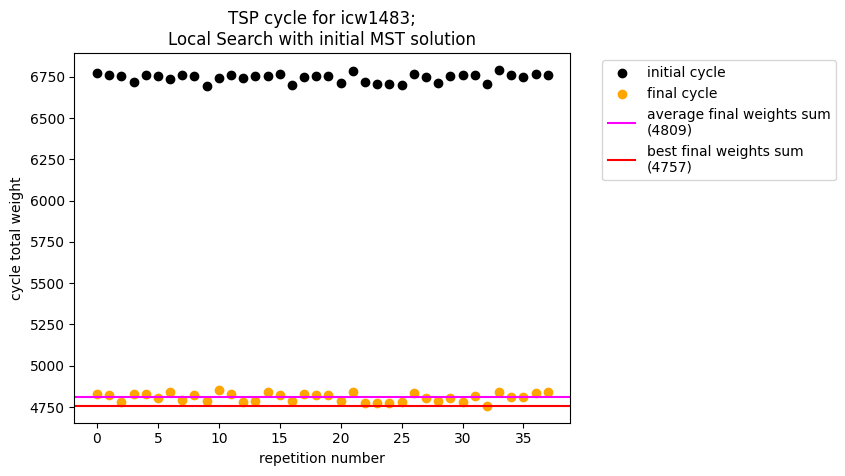 TSP cycle for icw1483;
Local Search with initial MST solution
6750
6500
6250
6000
5750
5500
5250
5000
4750
cycle total weight
0 5 10 15 20 25 30 35
repetition number
initial cycle
final cycle
average final weights sum
(4809)
best final weights sum
(4757)